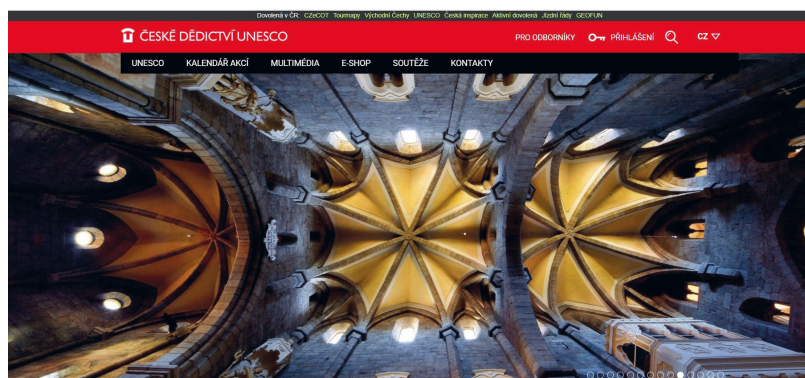 Dovolená v ČR: CZeCOT Tourmapy Východní Čechy UNESCO Česká inspirace Aktivní dovolená Jízdní řády GEOFUN
ČESKÉ DĚDICTVÍ UNESCO PRO ODBORNÍKY PŘIHLÁŠENÍ CZ
UNESCO KALENDÁŘ AKCÍ MULTIMÉDIA E-SHOP SOUTĚŽE KONTAKTY